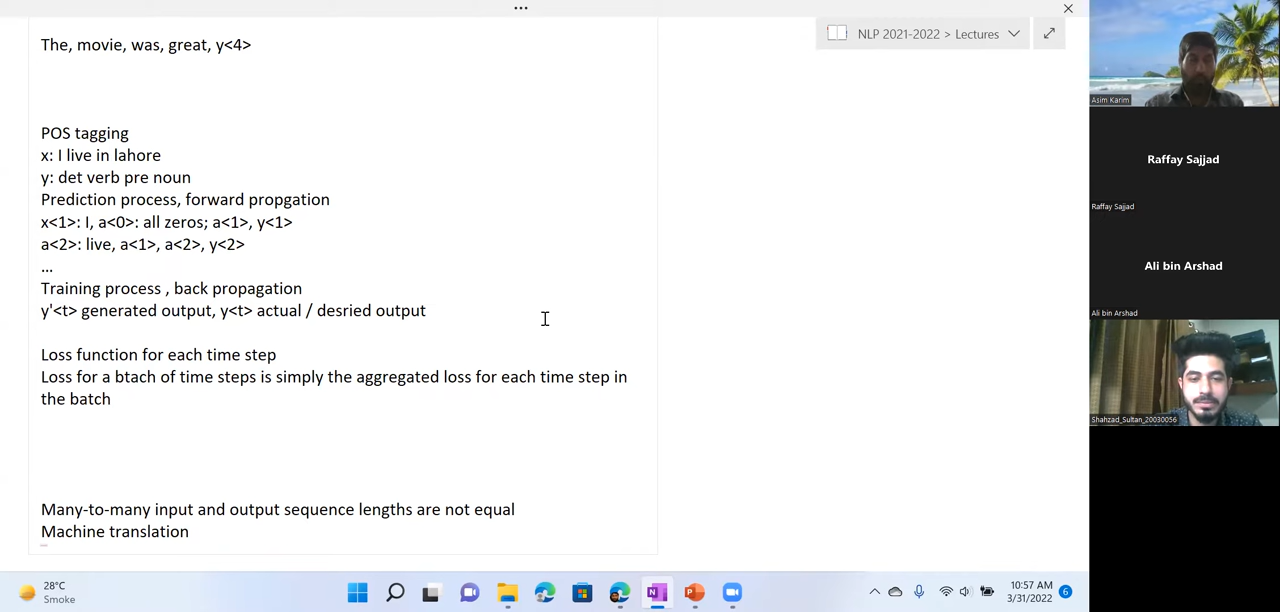 ...
The, movie, was, great, y<4>
NLP 2021-2022 > Lectures
POS tagging
x: I live in lahore
y: det verb pre noun
Prediction process, forward propgation
x<1>: I, a<0>: all zeros; a<1>, y<1>
a<2>: live, a<1>, a<2>, y<2>
...
Training process , back propagation
y'<t> generated output, y<t> actual / desried output
Loss function for each time step
Loss for a btach of time steps is simply the aggregated loss for each time step in
the batch
Many-to-many input and output sequence lengths are not equal
Machine translation
Asim Karim
Raffay Sajjad
Raffay Sajjad
Ali bin Arshad
Ali bin Arshad
Shahzad_Sultan_20030056
28°C
Smoke
N
P
10:57 AM
3/31/2022
6